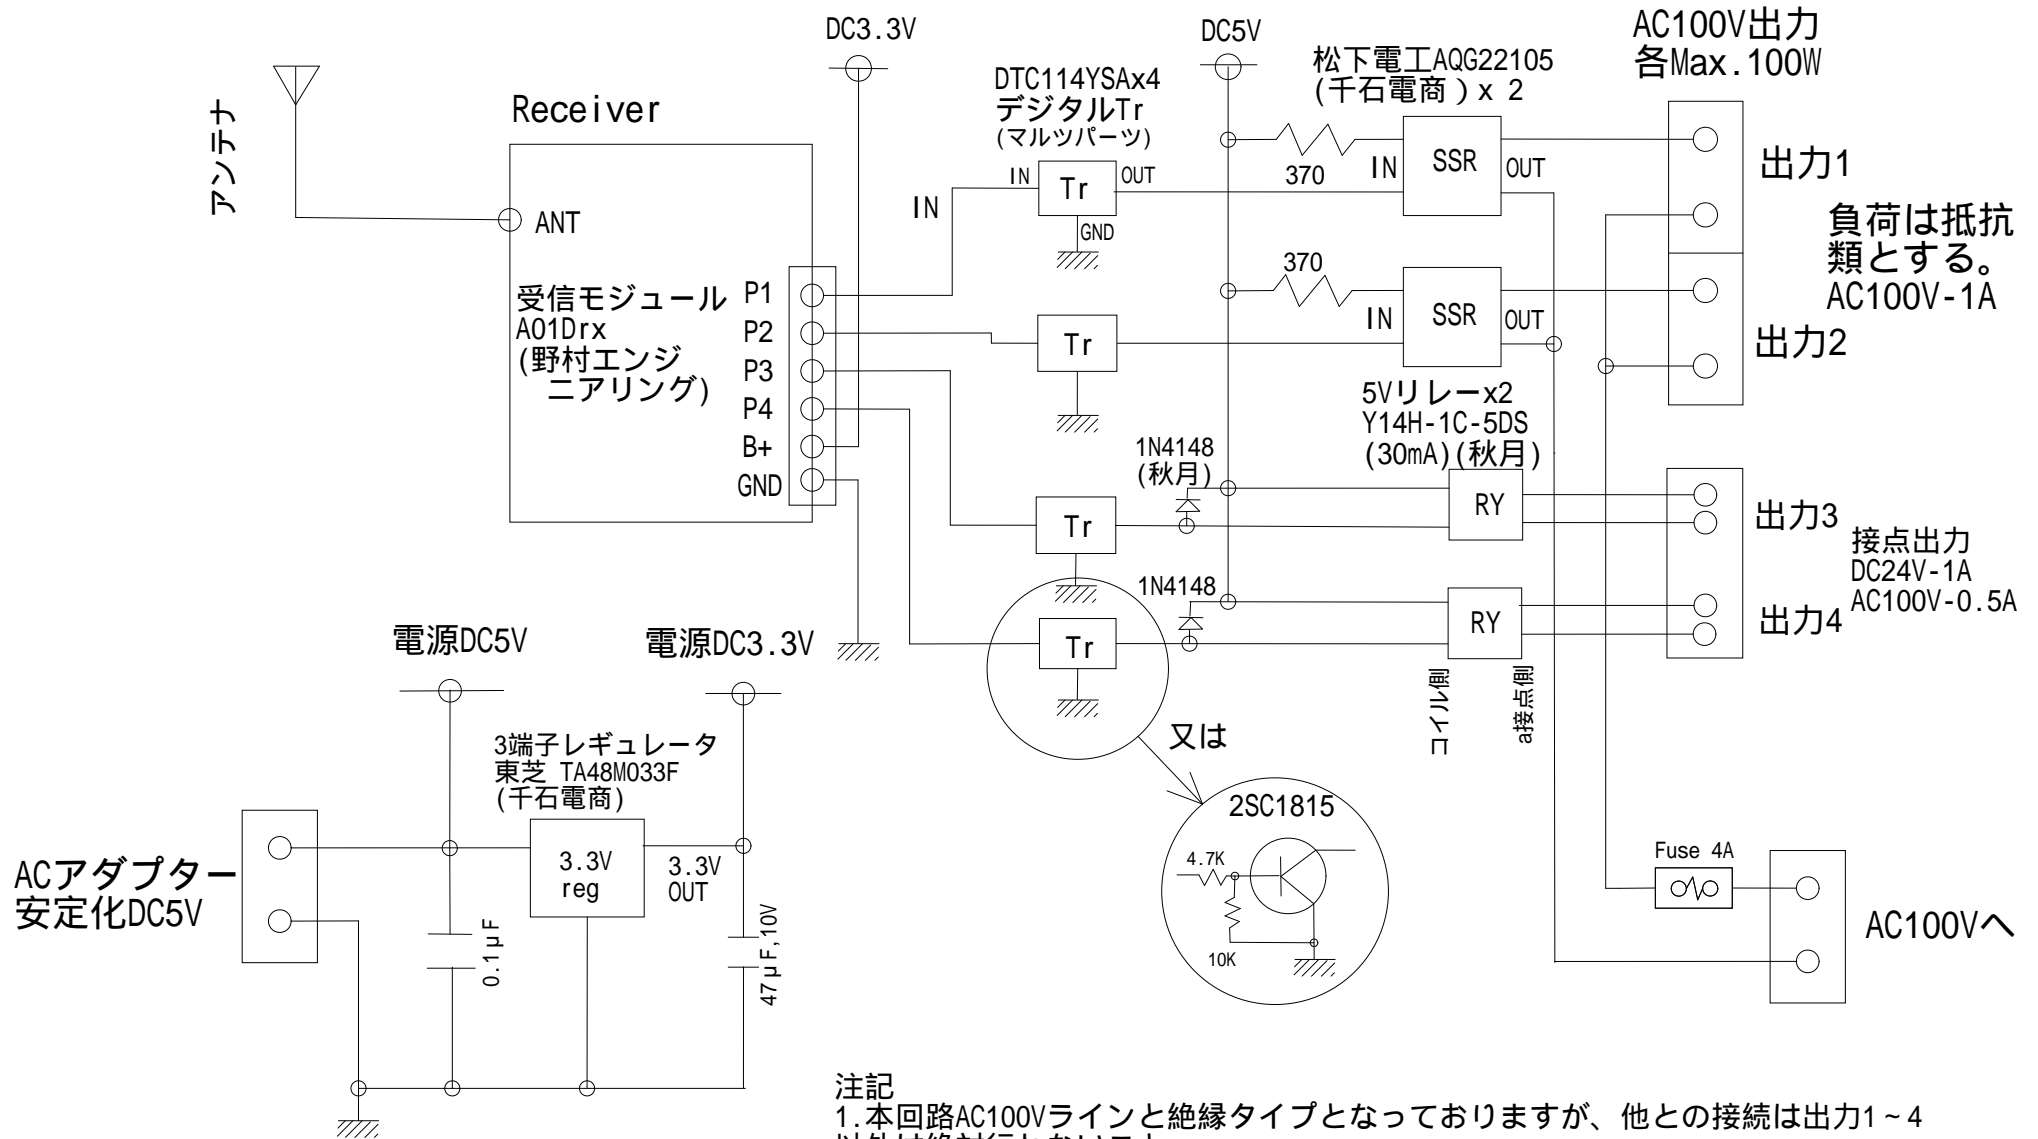 DC3.3V
DC5V
AC100V出力
各Max.100W
松下電工AQG22105
(千石電商)x 2
DTC114YSAx4
デジタルTr
(マルツパーツ)
アンテナ
Receiver
ANT
受信モジュール
A01Drx
(野村エンジ
ニアリング)
P1
P2
P3
P4
B+
GND
IN
IN
Tr
OUT
GND
370
IN
SSR
OUT
出力1
負荷は抵抗
類とする。
AC100V-1A
370
Tr
IN
SSR
OUT
出力2
5Vリレーx2
Y14H-1C-5DS
(30mA)(秋月)
1N4148
(秋月)
Tr
RY
出力3
接点出力
DC24V-1A
AC100V-0.5A
1N4148
Tr
RY
出力4
コイル側
a接点側
又は
2SC1815
4.7K
10K
電源DC5V
電源DC3.3V
3端子レギュレータ
東芝 TA48M033F
(千石電商)
ACアダプター
安定化DC5V
3.3V
reg
3.3V
OUT
0.1μF
47μF,10V
Fuse 4A
AC100Vへ
注記
1.本回路AC100Vラインと絶縁タイプとなっておりますが、他との接続は出力1~4